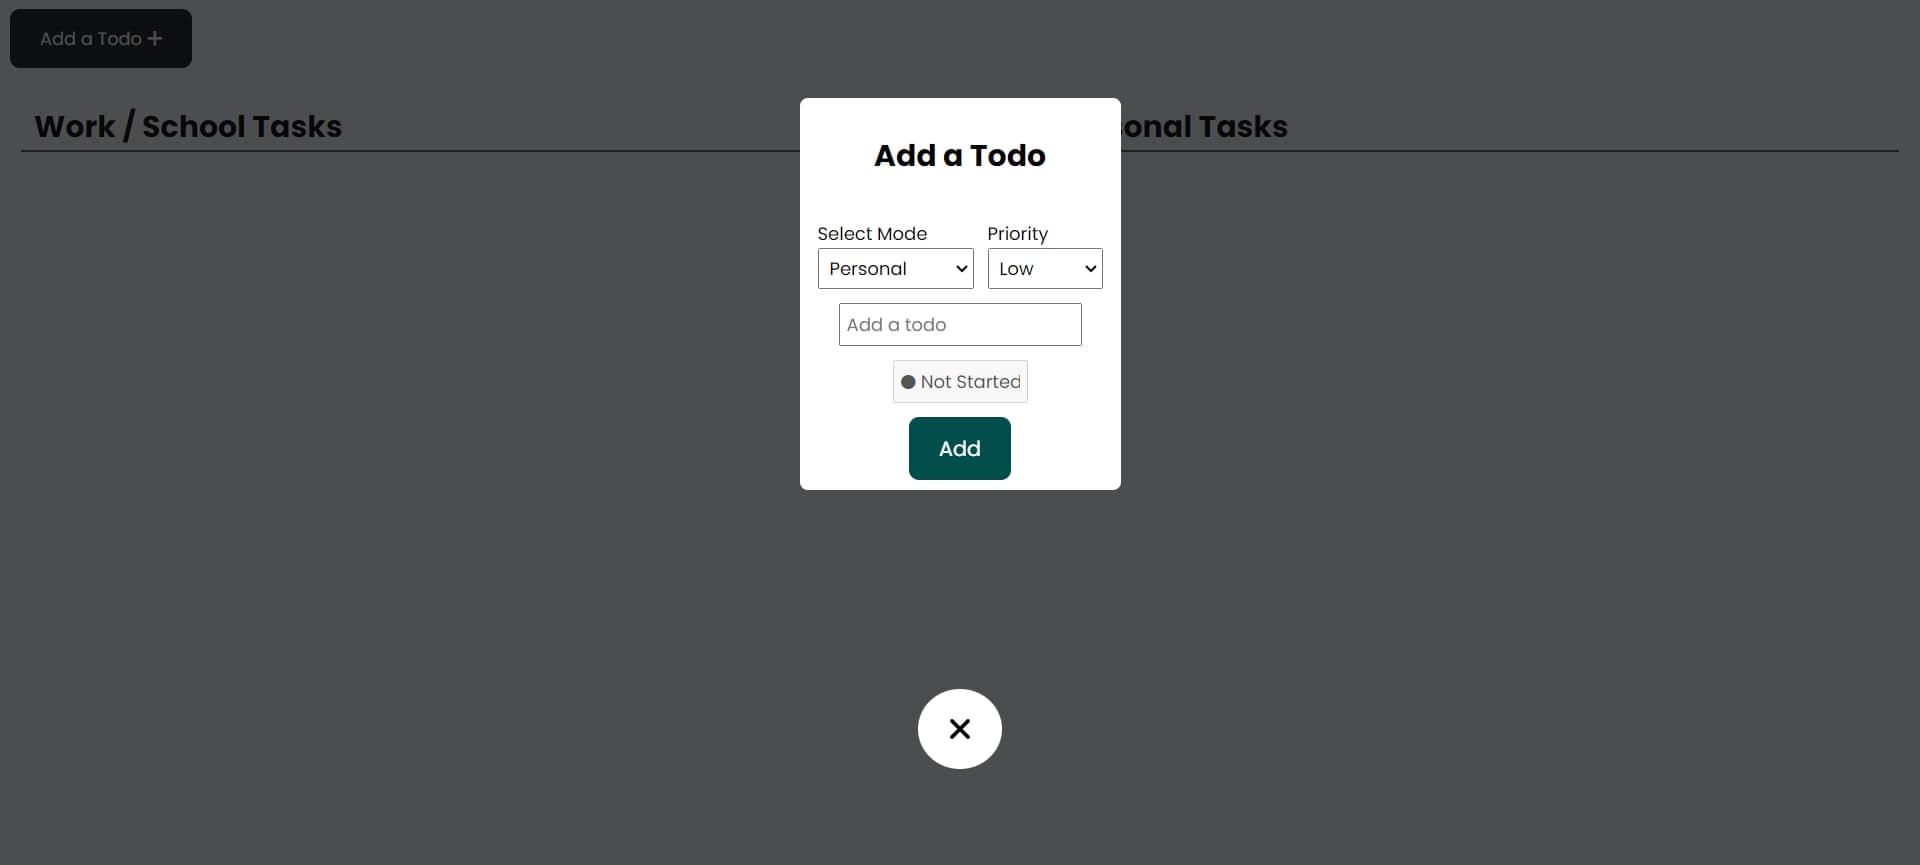 Add a Todo +
Work / School Tasks
onal Tasks
Add a Todo
Select Mode
Priority
Personal
Low
Add a todo
Not Started
Add